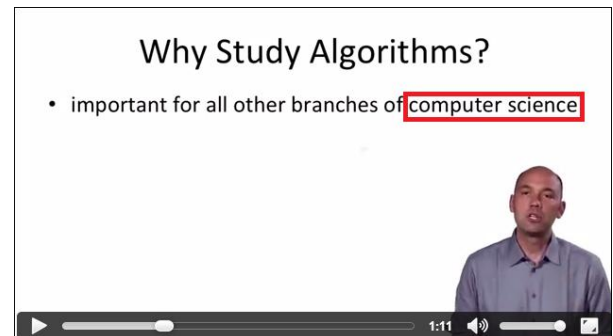 Why Study Algorithms?
• important for all other branches of computer science
1:11